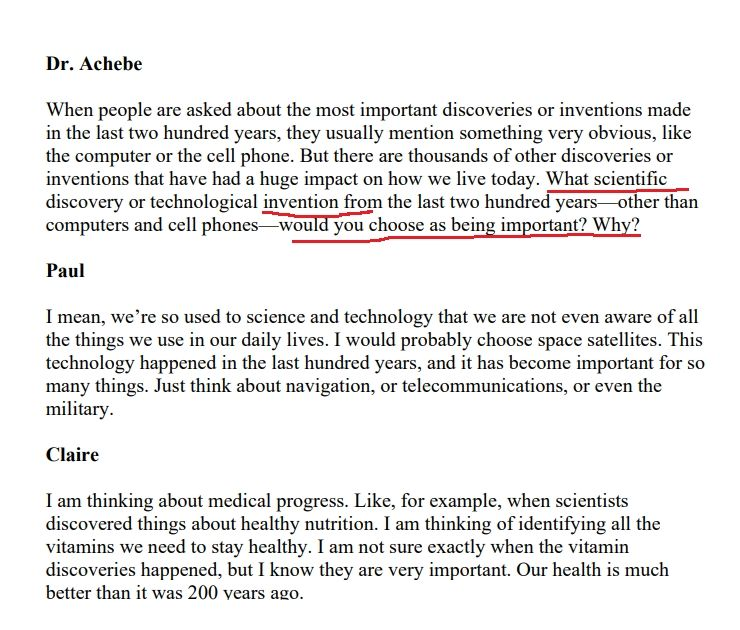 Dr. Achebe
When people are asked about the most important discoveries or inventions made
in the last two hundred years, they usually mention something very obvious, like
the computer or the cell phone. But there are thousands of other discoveries or
inventions that have had a huge impact on how we live today. What scientific
discovery or technological invention from the last two hundred years—other than
computers and cell phones—would you choose as being important? Why?
Paul
I mean, we’re so used to science and technology that we are not even aware of all
the things we use in our daily lives. I would probably choose space satellites. This
technology happened in the last hundred years, and it has become important for so
many things. Just think about navigation, or telecommunications, or even the
military.
Claire
I am thinking about medical progress. Like, for example, when scientists
discovered things about healthy nutrition. I am thinking of identifying all the
vitamins we need to stay healthy. I am not sure exactly when the vitamin
discoveries happened, but I know they are very important. Our health is much
better than it was 200 years ago.